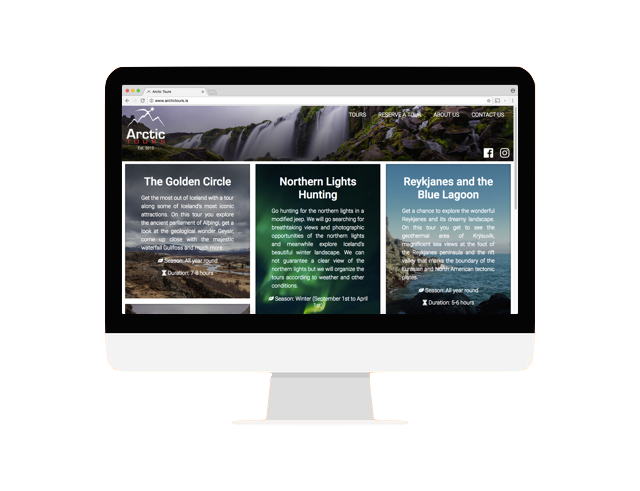 Arctic Tours
www.arctictours.is
Arctic
TOURS
Est. 2012
TOURS RESERVE A TOUR ABOUT US CONTACT US
The Golden Circle
Get the most out of Iceland with a tour
along some of Iceland's most iconic
attractions. On this tour you explore
the ancient parliament of Albingi, get a
look at the geological wonder Geysir,
come up close with the majestic
waterfall Gullfoss and much more.
Season: All year round
Duration: 7-8 hours
Northern Lights
Hunting
Go hunting for the northern lights in a
modified jeep. We will go searching for
breathtaking views and photographic
opportunities of the northern lights
and meanwhile explore Iceland's
beautiful winter landscape. We can
not guarantee a clear view of the
northern lights but we will organize the
tours according to weather and other
conditions.
Season: Winter (September 1st to April
1st)
Reykjanes and the
Blue Lagoon
Get a chance to explore the wonderful
Reykjanes and its dreamy landscape.
On this tour you get to see the
geothermal area of Krýsuvík,
magnificent sea views at the foot of
the Reykjanes peninsula and the rift
valley that marks the boundary of the
Eurasian and North American tectonic
plates.
Season: All year round
Duration: 5-6 hours